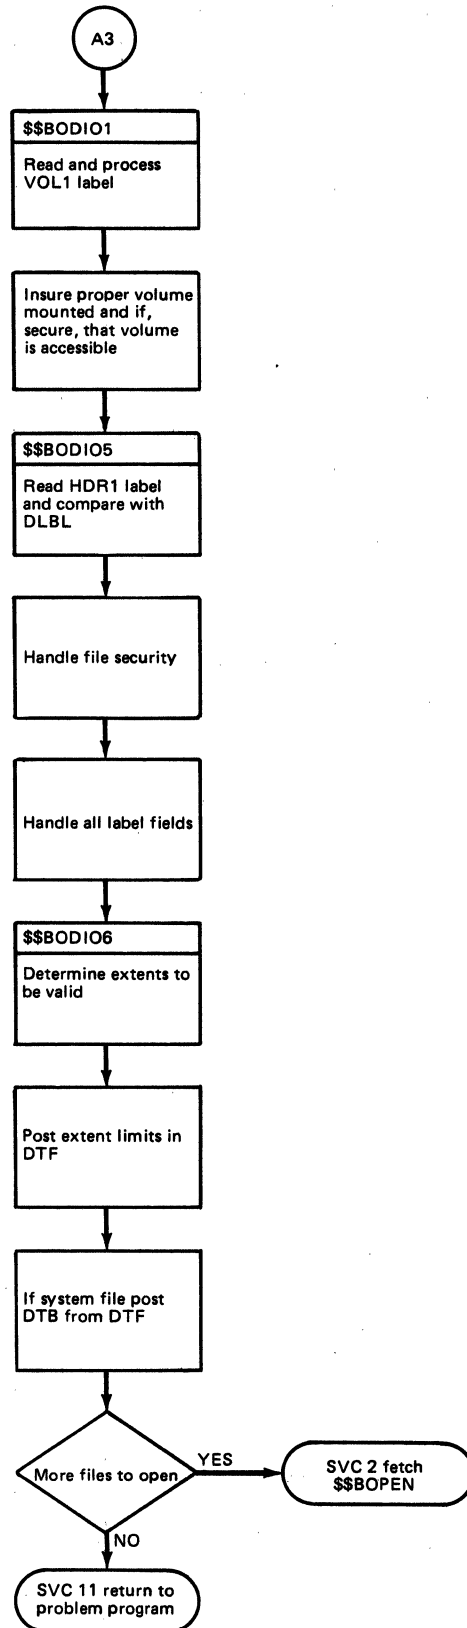 A3
$$BODIO1
Read and process
VOL1 label
Insure proper volume
mounted and if,
secure, that volume
is accessible
$$BODIO5
Read HDR1 label
and compare with
DLBL
Handle file security
Handle all label fields
$$BODIO6
Determine extents to
be valid
Post extent limits in
DTF
If system file post
DTB from DTF
More files to open
YES
SVC 2 fetch
$$BOPEN
NO
SVC 11 return to
problem program